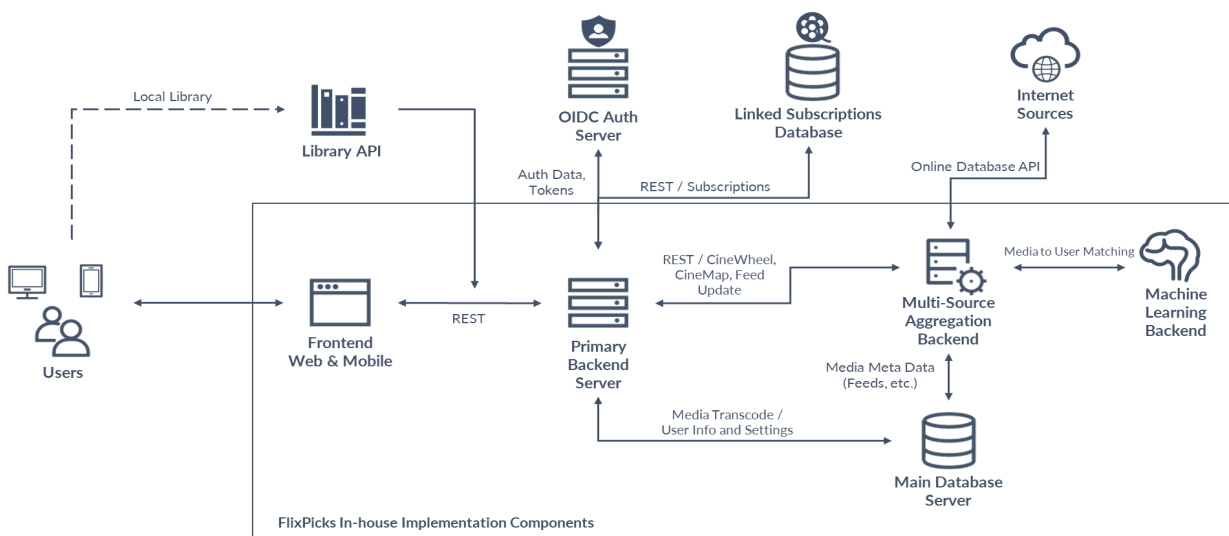 Local Library
Library API
OIDC Auth
Server
Linked Subscriptions
Database
Internet
Sources
Auth Data,
Tokens
REST / Subscriptions
Online Database API
Users
Frontend
Web & Mobile
REST
Primary
Backend
Server
REST / CineWheel,
CineMap, Feed
Update
Multi-Source
Aggregation
Backend
Media to User Matching
Machine
Learning
Backend
Media Meta Data
(Feeds, etc.)
Media Transcode /
User Info and Settings
Main Database
Server
FlixPicks In-house Implementation Components